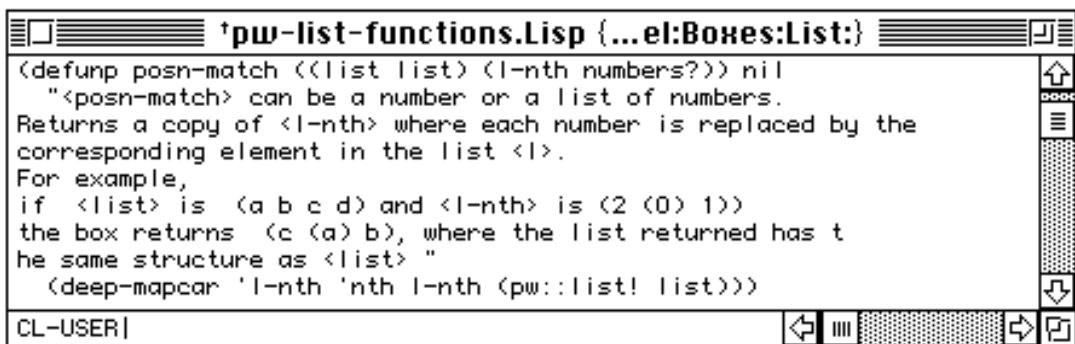 †pw-list-functions.Lisp {...el:Boxes:List:}
(defunp posn-match ((list list) (l-nth numbers?)) nil
"<posn-match> can be a number or a list of numbers.
Returns a copy of <l-nth> where each number is replaced by the
corresponding element in the list <l>.
For example,
if <list> is (a b c d) and <l-nth> is (2 (0) 1))
the box returns (c (a) b), where the list returned has t
he same structure as <list> "
(deep-mapcar 'l-nth 'nth l-nth (pw::list! list)))
CL-USER|